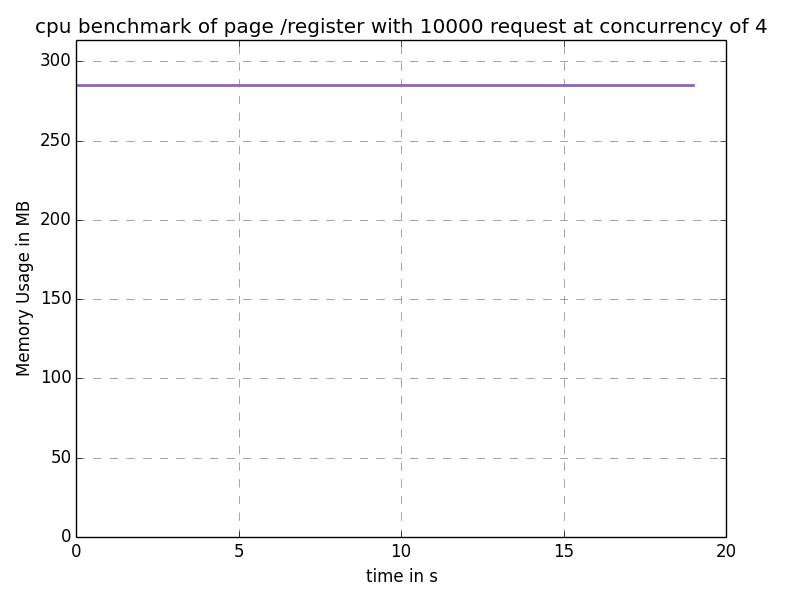 cpu benchmark of page /register with 10000 request at concurrency of 4
300
250
200
150
100
50
0
Memory Usage in MB
0 5 10 15 20
time in s